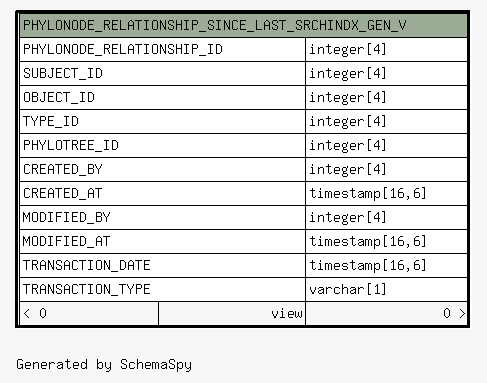 PHYLONODE_RELATIONSHIP_SINCE_LAST_SRCHINDX_GEN_V
PHYLONODE_RELATIONSHIP_ID integer[4]
SUBJECT_ID integer[4]
OBJECT_ID integer[4]
TYPE_ID integer[4]
PHYLOTREE_ID integer[4]
CREATED_BY integer[4]
CREATED_AT timestamp[16,6]
MODIFIED_BY integer[4]
MODIFIED_AT timestamp[16,6]
TRANSACTION_DATE timestamp[16,6]
TRANSACTION_TYPE varchar[1]
< 0 view 0 >
Generated by SchemaSpy